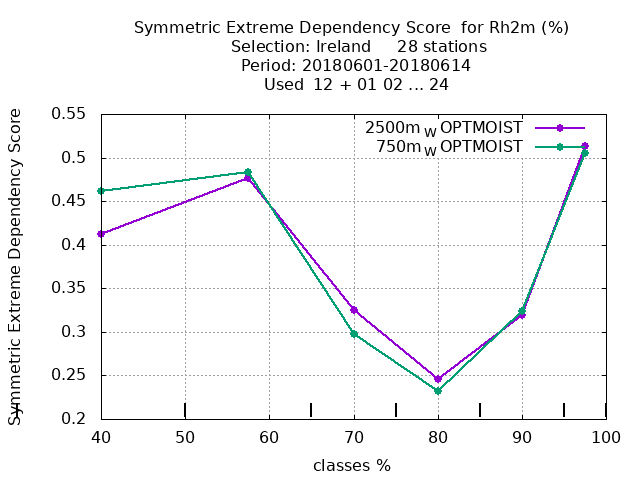 Symmetric Extreme Dependency Score for Rh2m (%)
Selection: Ireland 28 stations
Period: 20180601-20180614
Used 12 + 01 02 ... 24
Symmetric Extreme Dependency Score
0.55
0.5
0.45
0.4
0.35
0.3
0.25
0.2
2500m W OPTMOIST
750m W OPTMOIST
40 50 60 70 80 90 100
classes %